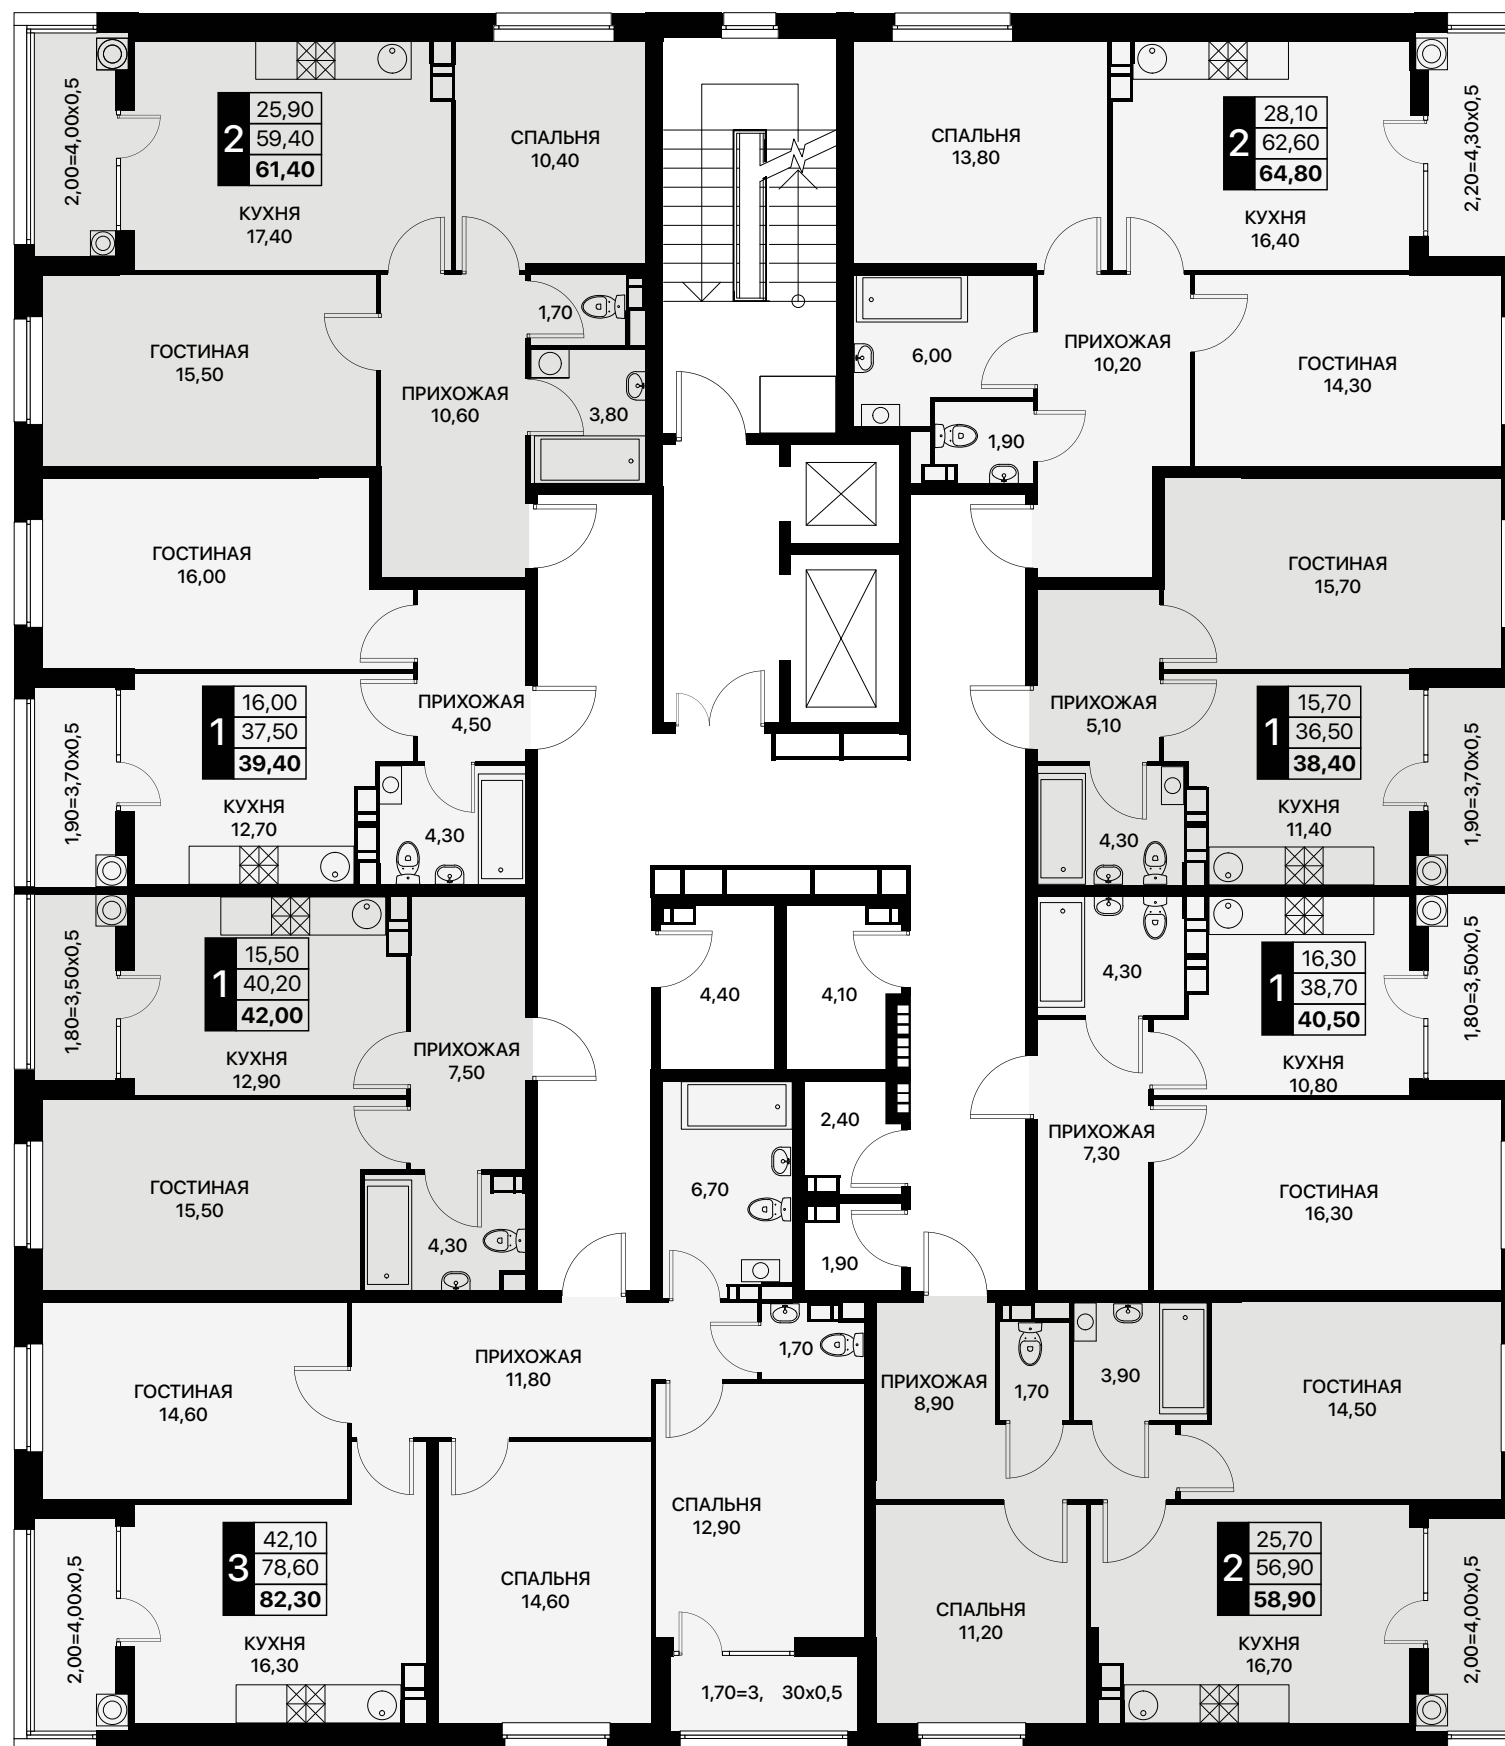 2,00=4,00x0,5
2
25,90
59,40
61,40
КУХНЯ
17,40
СПАЛЬНЯ
10,40
СПАЛЬНЯ
13,80
2
28,10
62,60
64,80
КУХНЯ
16,40
2,20=4,30x0,5
ГОСТИНАЯ
15,50
ПРИХОЖАЯ
10,60
1,70
3,80
6,00
1,90
ПРИХОЖАЯ
10,20
ГОСТИНАЯ
14,30
ГОСТИНАЯ
16,00
ГОСТИНАЯ
15,70
1,90=3,70x0,5
1
16,00
37,50
39,40
КУХНЯ
12,70
ПРИХОЖАЯ
4,50
4,30
ПРИХОЖАЯ
5,10
4,30
1
15,70
36,50
38,40
КУХНЯ
11,40
1,90=3,70x0,5
1,80=3,50x0,5
1
15,50
40,20
42,00
КУХНЯ
12,90
ПРИХОЖАЯ
7,50
4,40
4,10
4,30
1
16,30
38,70
40,50
КУХНЯ
10,80
1,80=3,50x0,5
ГОСТИНАЯ
15,50
4,30
6,70
2,40
1,90
ПРИХОЖАЯ
7,30
ГОСТИНАЯ
16,30
ГОСТИНАЯ
14,60
ПРИХОЖАЯ
11,80
1,70
ПРИХОЖАЯ
8,90
1,70
3,90
ГОСТИНАЯ
14,50
2,00=4,00x0,5
3
42,10
78,60
82,30
КУХНЯ
16,30
СПАЛЬНЯ
14,60
СПАЛЬНЯ
12,90
1,70=3, 30x0,5
СПАЛЬНЯ
11,20
2
25,70
56,90
58,90
КУХНЯ
16,70
2,00=4,00x0,5